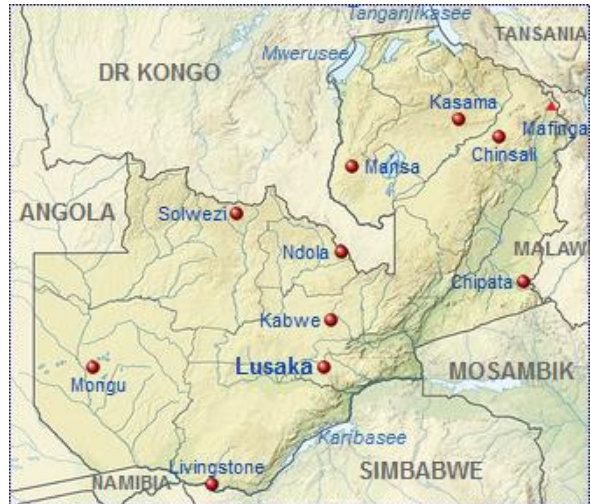 Tanganjikasee
TANSANIA
Mwerusee
DR KONGO
Kasama
Mafinga
Chinsali
Mansa
ANGOLA
Solwezi
Ndola
MALAW
Chipata
Kabwe
Lusaka
MOSAMBIK
Mongu
Karibasee
Livingstone
SIMBABWE
NAMIBIA